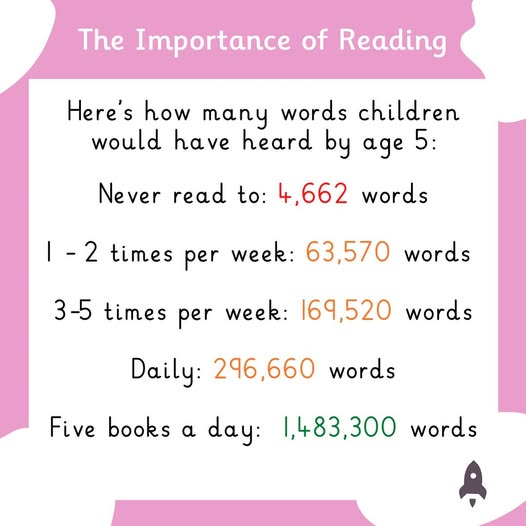 The Importance of Reading
Here's how many words children
would have heard by age 5:
Never read to: 4,662 words
1 - 2 times per week: 63,570 words
3-5 times per week: 169,520 words
Daily: 296,660 words
Five books a day: 1,483,300 words